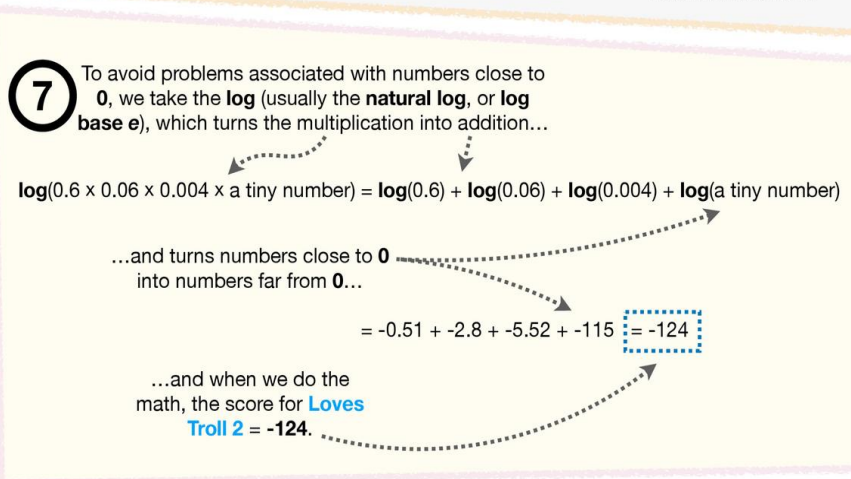 7
To avoid problems associated with numbers close to
0, we take the log (usually the natural log, or log
base e), which turns the multiplication into addition…
log(0.6 x 0.06 x 0.004 x a tiny number) = log(0.6) + log(0.06) + log(0.004) + log(a tiny number)
…and turns numbers close to 0
into numbers far from 0…
= -0.51 + -2.8 + -5.52 + -115 = -124
…and when we do the
math, the score for Loves
Troll 2 = -124.